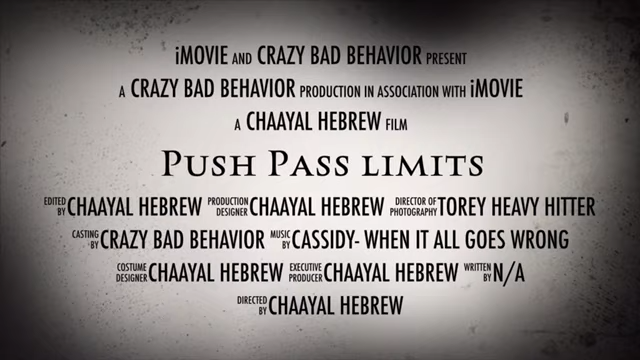 iMOVIE AND CRAZY BAD BEHAVIOR PRESENT
A CRAZY BAD BEHAVIOR PRODUCTION IN ASSOCIATION WITH iMOVIE
A CHAAYAL HEBREW FILM
PUSH PASS LIMITS
EDITED BY CHAAYAL HEBREW PRODUCTION DESIGNER CHAAYAL HEBREW DIRECTOR OF PHOTOGRAPHY TOREY HEAVY HITTER
CASTING BY CRAZY BAD BEHAVIOR MUSIC BY CASSIDY- WHEN IT ALL GOES WRONG
COSTUME DESIGNER CHAAYAL HEBREW EXECUTIVE PRODUCER CHAAYAL HEBREW WRITTEN BY N/A
DIRECTED BY CHAAYAL HEBREW